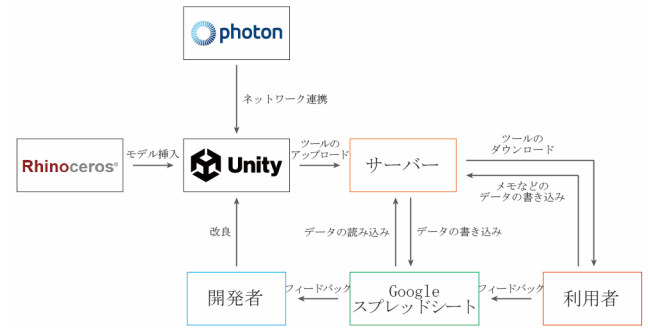 photon
ネットワーク連携
Rhinoceros®
モデル挿入
Unity
ツールの
アップロード
サーバー
ツールの
ダウンロード
メモなどの
データの書き込み
改良
データの読み込み
データの書き込み
開発者
フィードバック
Google
スプレッドシート
フィードバック
利用者